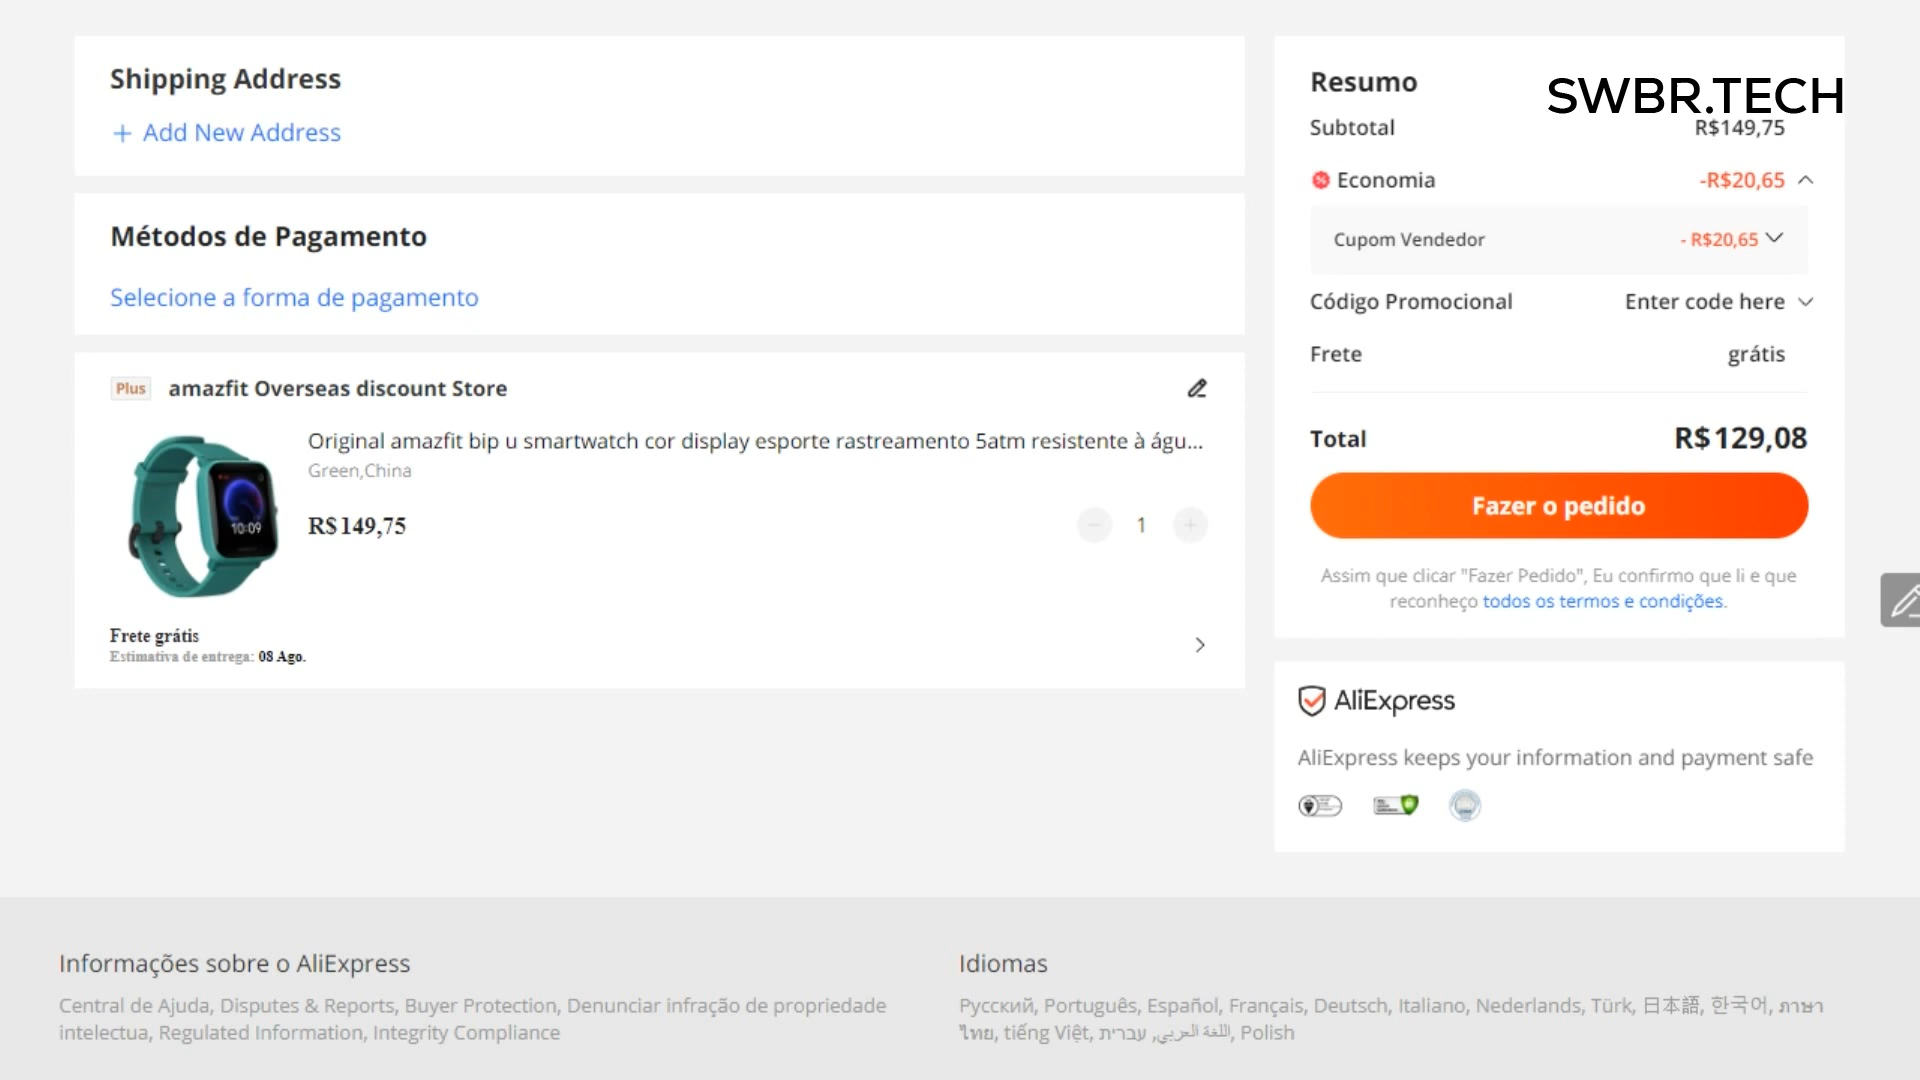 Shipping Address
+ Add New Address
Métodos de Pagamento
Selecione a forma de pagamento
Plus amazfit Overseas discount Store
Original amazfit bip u smartwatch cor display esporte rastreamento 5atm resistente à águ...
Green,China
10:09
R$149,75
1
Frete grátis
Estimativa de entrega: 08 Ago.
Resumo
SWBR.TECH
Subtotal R$149,75
Economia -R$20,65
Cupom Vendedor - R$20,65
Código Promocional Enter code here
Frete grátis
Total R$129,08
Fazer o pedido
Assim que clicar "Fazer Pedido", Eu confirmo que li e que
reconheço todos os termos e condições.
AliExpress
AliExpress keeps your information and payment safe
Informações sobre o AliExpress
Central de Ajuda, Disputes & Reports, Buyer Protection, Denunciar infração de propriedade
intelectua, Regulated Information, Integrity Compliance
Idiomas
Русский, Português, Español, Français, Deutsch, Italiano, Nederlands, Türk, 日本語, 한국어, ภาษา
ไทย, tiếng Việt, اللغة العربي, עברית, Polish